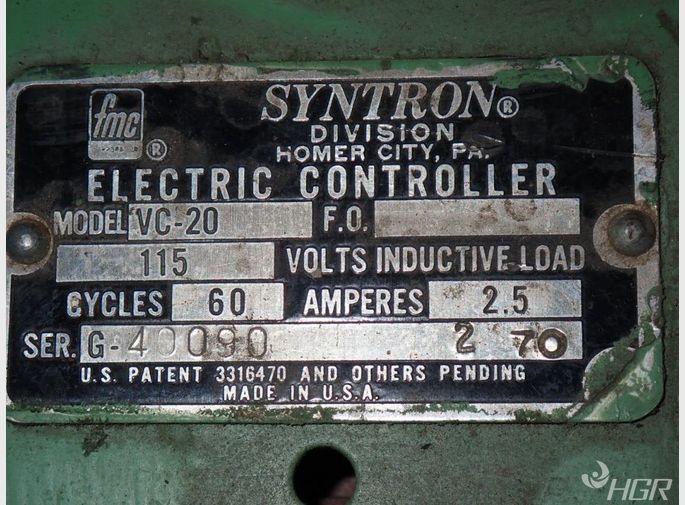 fmc ®
SYNTRON®
DIVISION
HOMER CITY, PA.
ELECTRIC CONTROLLER
MODEL VC-20 F.O.
115 VOLTS INDUCTIVE LOAD
CYCLES 60 AMPERES 2.5
SER. G-40090 2 70
U.S. PATENT 3316470 AND OTHERS PENDING
MADE IN U.S.A.
HGR